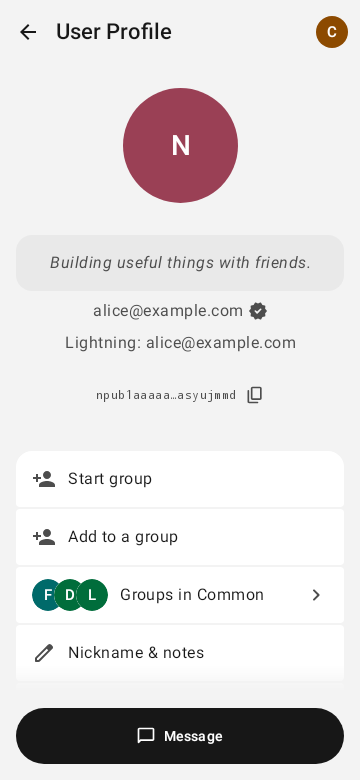 User Profile
C
N
Building useful things with friends.
alice@example.com
Lightning: alice@example.com
npub1aaaaa…asyujmmd
Start group
Add to a group
F D L Groups in Common
Nickname & notes
Message